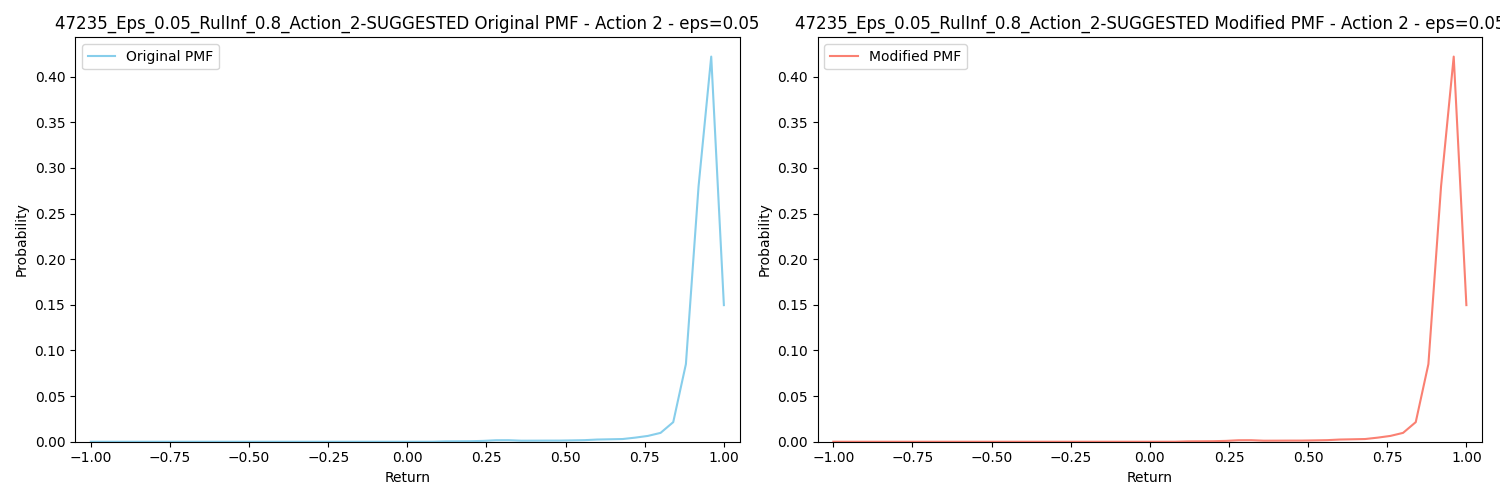 47235_Eps_0.05_RulInf_0.8_Action_2-SUGGESTED Original PMF - Action 2 - eps=0.05
Original PMF
0.40
0.35
0.30
0.25
0.20
0.15
0.10
0.05
0.00
Probability
−1.00 −0.75 −0.50 −0.25 0.00 0.25 0.50 0.75 1.00
Return
47235_Eps_0.05_RulInf_0.8_Action_2-SUGGESTED Modified PMF - Action 2 - eps=0.05
Modified PMF
0.40
0.35
0.30
0.25
0.20
0.15
0.10
0.05
0.00
Probability
−1.00 −0.75 −0.50 −0.25 0.00 0.25 0.50 0.75 1.00
Return